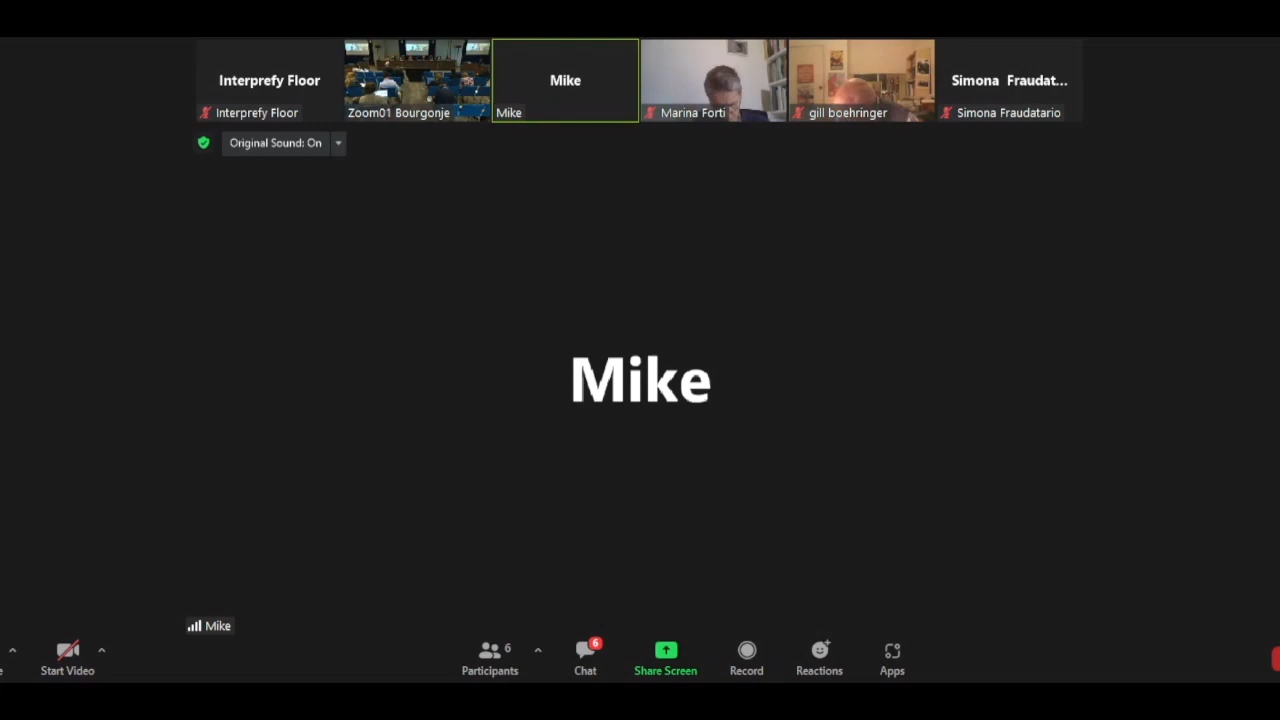 Interprefy Floor
Mike
Simona Fraudat...
Interprefy Floor
Zoom01 Bourgonje
Mike
Marina Forti
gill boehringer
Simona Fraudatario
Original Sound: On
Mike
Mike
Start Video
6
Participants
6
Chat
Share Screen
Record
Reactions
Apps